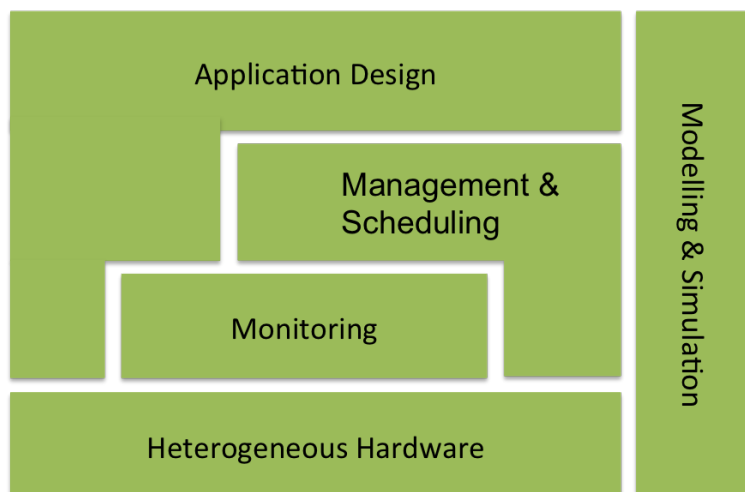 Application Design
Management &
Scheduling
Monitoring
Heterogeneous Hardware
Modelling & Simulation